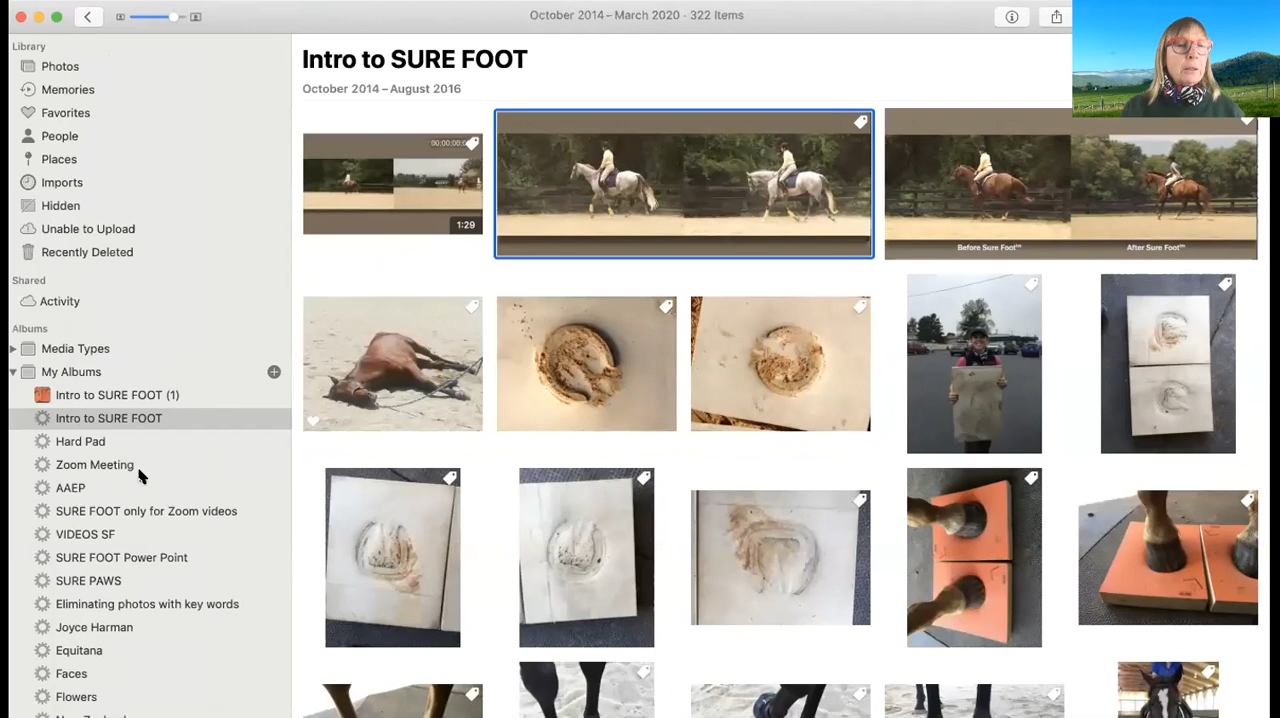 October 2014 – March 2020 · 322 Items
Library
Photos
Memories
Favorites
People
Places
Imports
Hidden
Unable to Upload
Recently Deleted
Shared
Activity
Albums
Media Types
My Albums
Intro to SURE FOOT (1)
Intro to SURE FOOT
Hard Pad
Zoom Meeting
AAEP
SURE FOOT only for Zoom videos
VIDEOS SF
SURE FOOT Power Point
SURE PAWS
Eliminating photos with key words
Joyce Harman
Equitana
Faces
Flowers
Intro to SURE FOOT
October 2014 – August 2016
1:29
Before Sure Foot™
After Sure Foot™